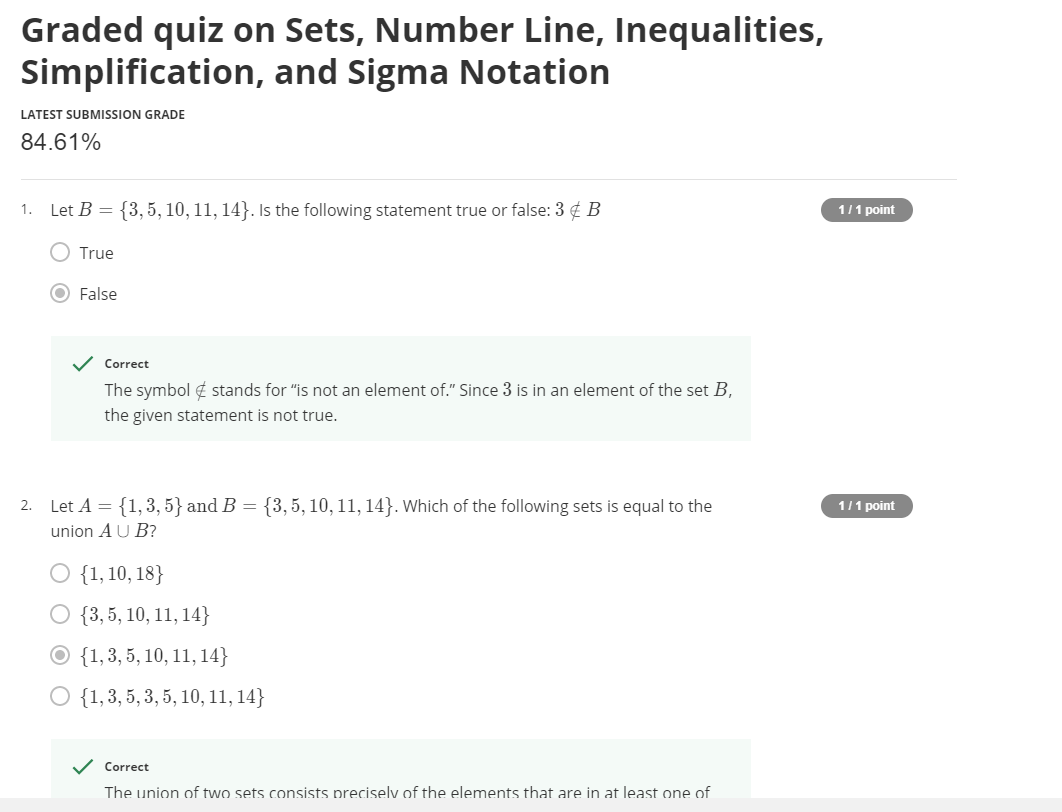 Graded quiz on Sets, Number Line, Inequalities,
Simplification, and Sigma Notation
LATEST SUBMISSION GRADE
84.61%
1. Let B = {3, 5, 10, 11, 14}. Is the following statement true or false: 3 ∉ B
1 / 1 point
True
False
Correct
The symbol ∉ stands for “is not an element of.” Since 3 is in an element of the set B,
the given statement is not true.
2. Let A = {1, 3, 5} and B = {3, 5, 10, 11, 14}. Which of the following sets is equal to the
1 / 1 point
union A ∪ B?
{1, 10, 18}
{3, 5, 10, 11, 14}
{1, 3, 5, 10, 11, 14}
{1, 3, 5, 3, 5, 10, 11, 14}
Correct
The union of two sets consists precisely of the elements that are in at least one of